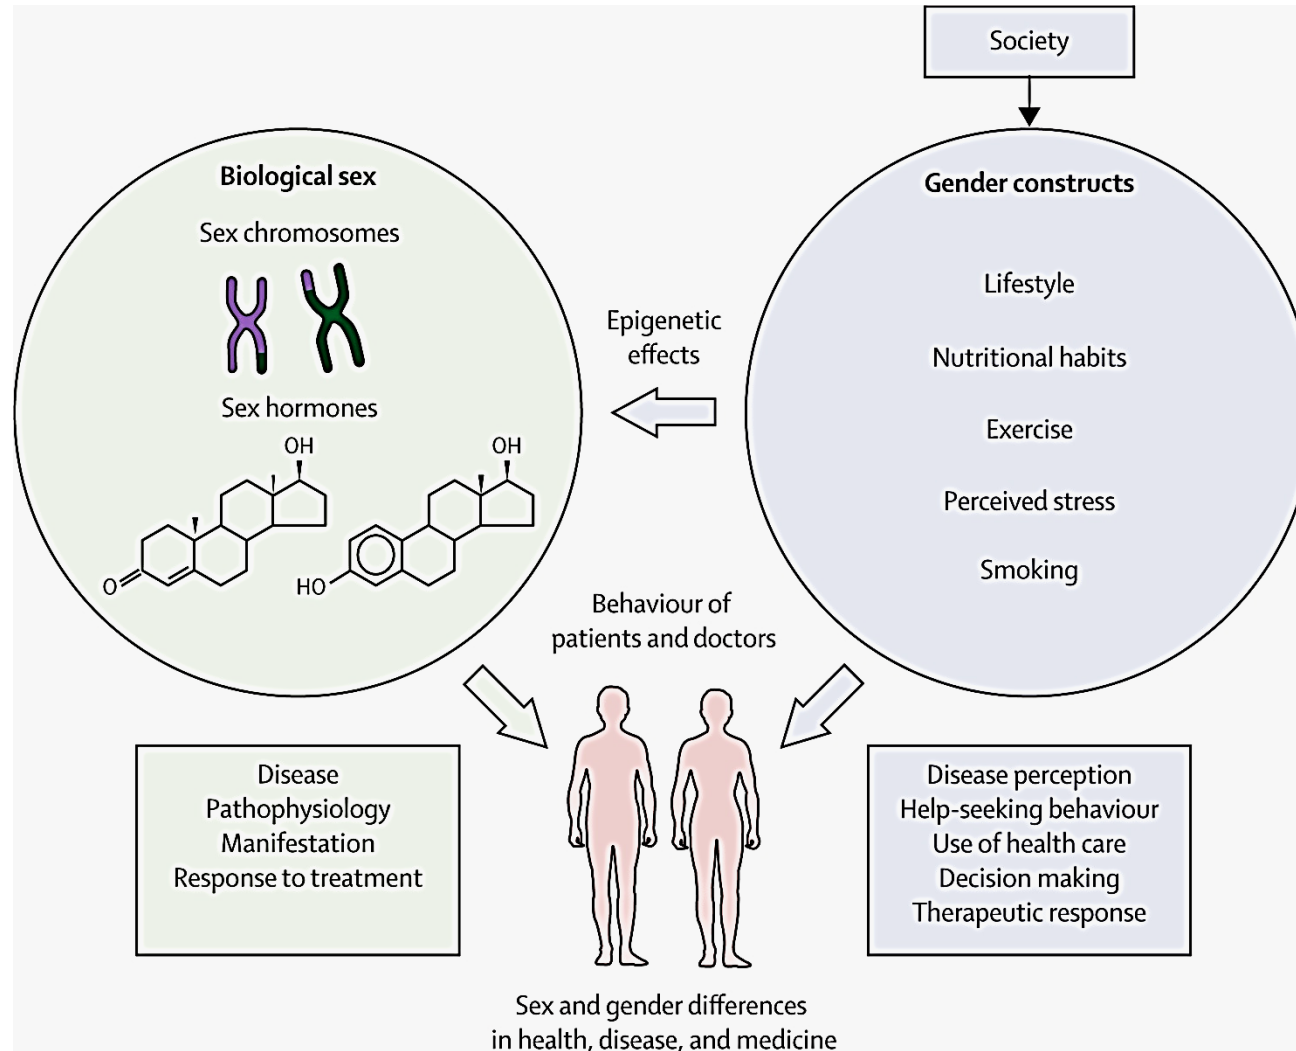 Society
Biological sex
Sex chromosomes
Sex hormones
OH
O
OH
HO
Epigenetic
effects
Gender constructs
Lifestyle
Nutritional habits
Exercise
Perceived stress
Smoking
Behaviour of
patients and doctors
Disease
Pathophysiology
Manifestation
Response to treatment
Disease perception
Help-seeking behaviour
Use of health care
Decision making
Therapeutic response
Sex and gender differences
in health, disease, and medicine